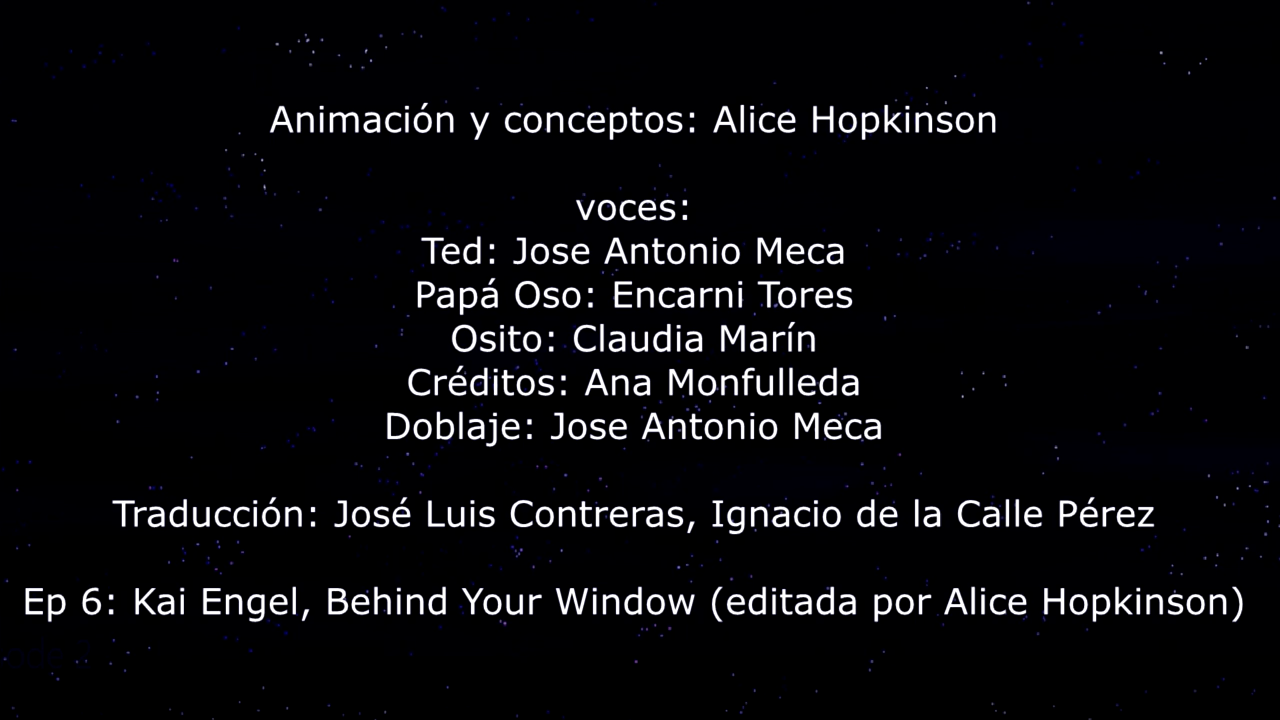 Animación y conceptos: Alice Hopkinson
voces:
Ted: Jose Antonio Meca
Papá Oso: Encarni Tores
Osito: Claudia Marín
Créditos: Ana Monfulleda
Doblaje: Jose Antonio Meca
Traducción: José Luis Contreras, Ignacio de la Calle Pérez
Ep 6: Kai Engel, Behind Your Window (editada por Alice Hopkinson)